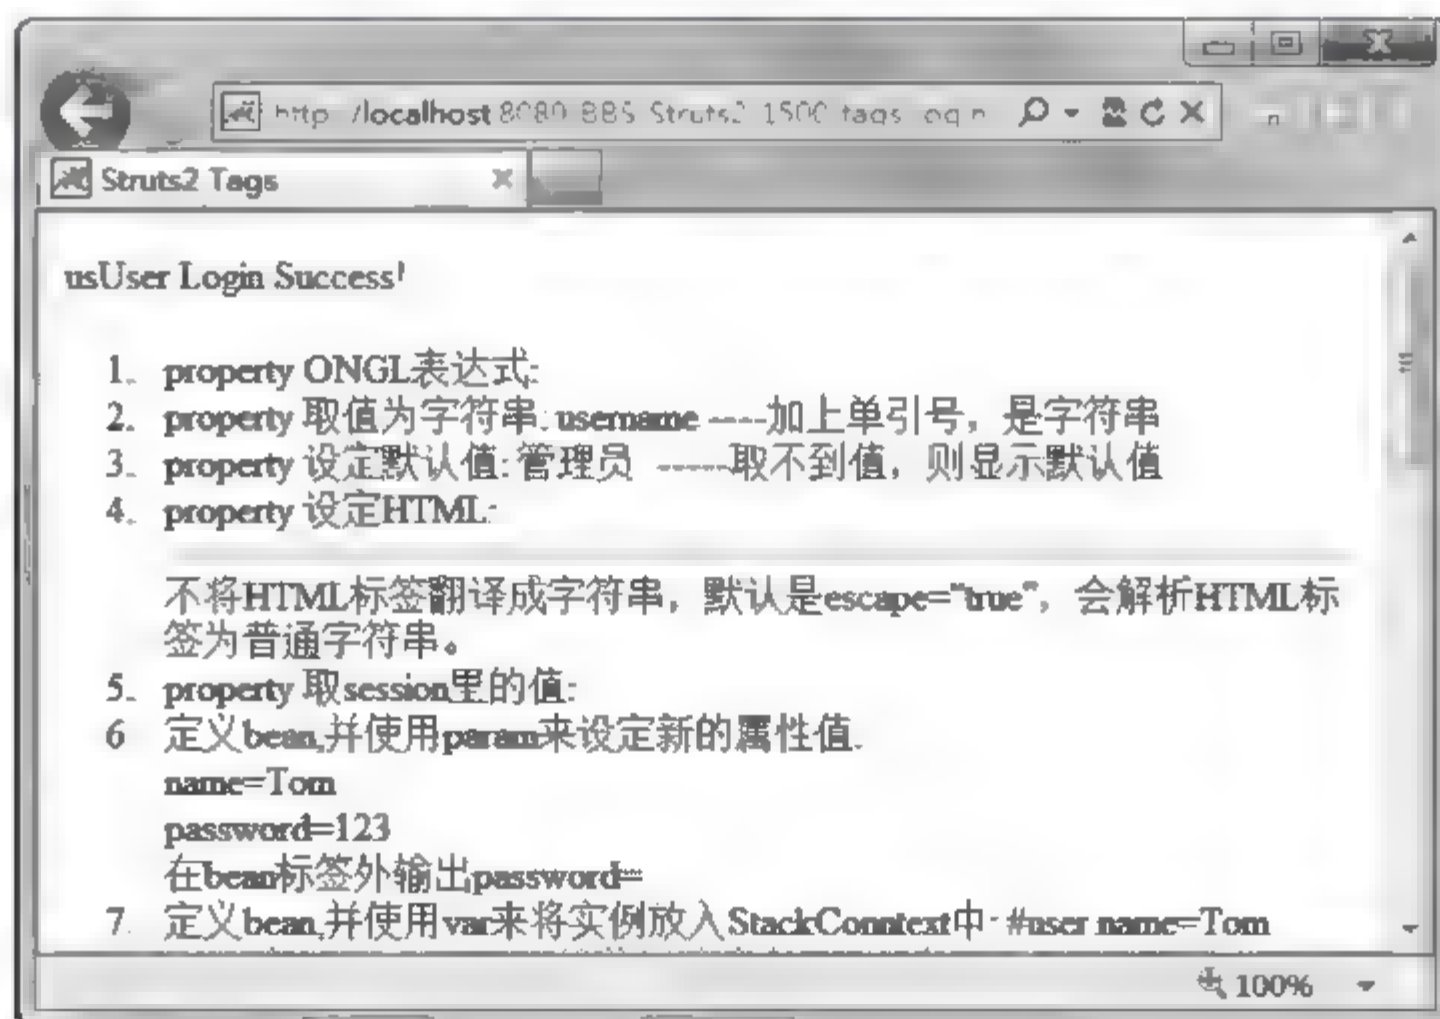 http //localhost 8080 BBS Struts2 1500 tags login
Struts2 Tags
usUser Login Success!
1. property ONGL表达式:
2. property 取值为字符串: username ----加上单引号，是字符串
3. property 设定默认值: 管理员 -----取不到值，则显示默认值
4. property 设定HTML:
不将HTML标签翻译成字符串，默认是escape="true"，会解析HTML标
签为普通字符串。
5. property 取session里的值:
6 定义bean,并使用param来设定新的属性值.
name=Tom
password=123
在bean标签外输出password=
7. 定义bean,并使用var来将实例放入StackConntext中: #user name=Tom
100%